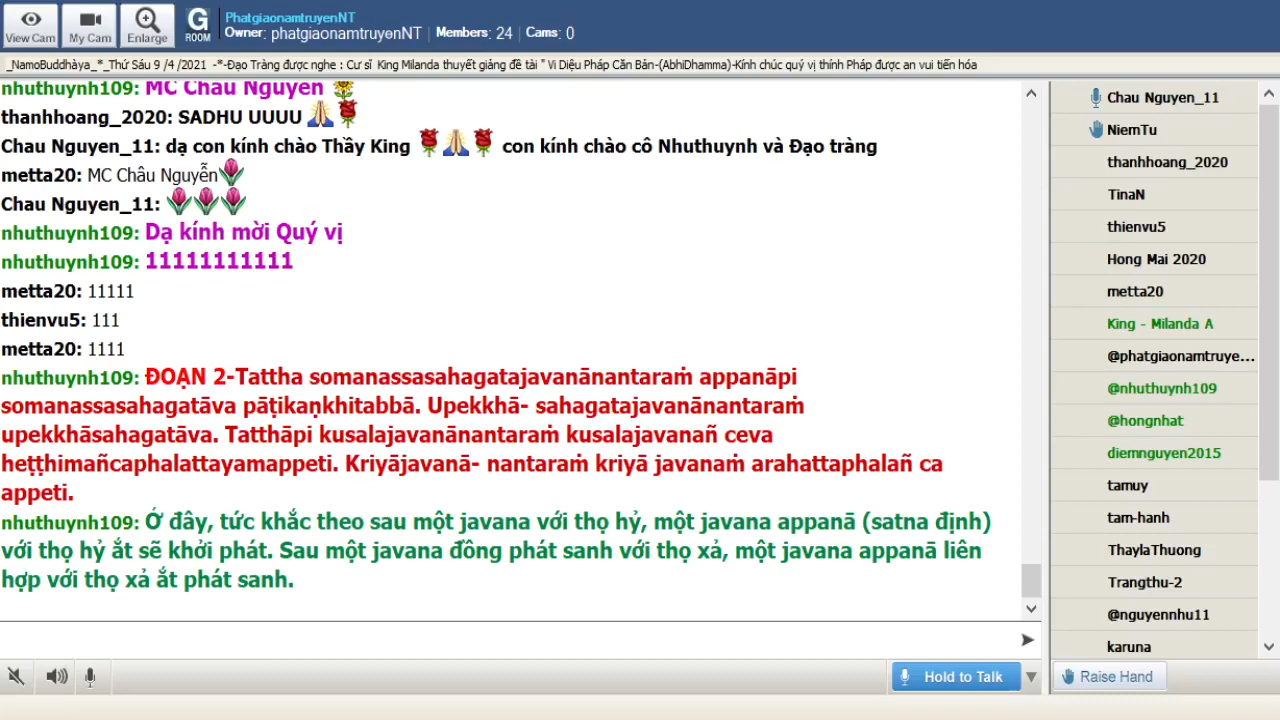 View Cam
My Cam
Enlarge
G
ROOM
PhatgiaonamtruyenNT
Owner: phatgiaonamtruyenNT | Members: 24 | Cams: 0
_NamoBuddhàya_*_Thứ Sáu 9 /4 /2021 -*-Đạo Tràng được nghe : Cư sĩ King Milanda thuyết giảng đề tài " Vi Diệu Pháp Căn Bản-(AbhiDhamma)-Kính chúc quý vị thính Pháp được an vui tiến hóa
nhuthuynh109: MC Chau Nguyen
thanhhoang_2020: SADHU UUUU
Chau Nguyen_11: dạ con kính chào Thầy King con kính chào cô Nhuthuynh và Đạo tràng
metta20: MC Châu Nguyễn
Chau Nguyen_11:
nhuthuynh109: Dạ kính mời Quý vị
nhuthuynh109: 11111111111
metta20: 11111
thienvu5: 111
metta20: 1111
nhuthuynh109: ĐOẠN 2-Tattha somanassasahagatajavanānantaraṁ appanāpi
somanassasahagatāva pāṭikaṇkhitabbā. Upekkhā- sahagatajavanānantaraṁ
upekkhāsahagatāva. Tatthāpi kusalajavanānantaraṁ kusalajavanañ ceva
heṭṭhimañcaphalattayamappeti. Kriyājavanā- nantaraṁ kriyā javanaṁ arahattaphalañ ca
appeti.
nhuthuynh109: Ớ đây, tức khắc theo sau một javana với thọ hỷ, một javana appanā (satna định)
với thọ hỷ ắt sẽ khởi phát. Sau một javana đồng phát sanh với thọ xả, một javana appanā liên
hợp với thọ xả ắt phát sanh.
Chau Nguyen_11
NiemTu
thanhhoang_2020
TinaN
thienvu5
Hong Mai 2020
metta20
King - Milanda A
@phatgiaonamtruye...
@nhuthuynh109
@hongnhat
diemnguyen2015
tamuy
tam-hanh
ThaylaThuong
Trangthu-2
@nguyennhu11
karuna
Hold to Talk
Raise Hand